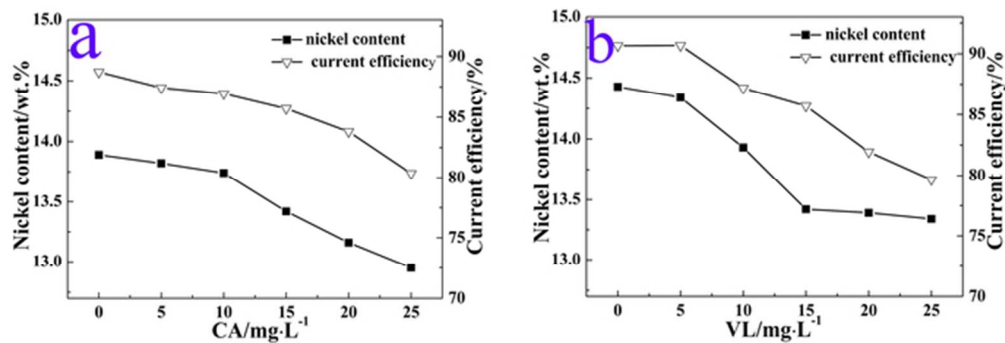 a
nickel content
current efficiency
Nickel content/wt.%
15.0
14.5
14.0
13.5
13.0
Current efficiency/%
90
85
80
75
70
0 5 10 15 20 25
CA/mg·L-1
b
nickel content
current efficiency
Nickel content/wt.%
15.0
14.5
14.0
13.5
13.0
Current efficiency/%
90
85
80
75
70
0 5 10 15 20 25
VL/mg·L-1